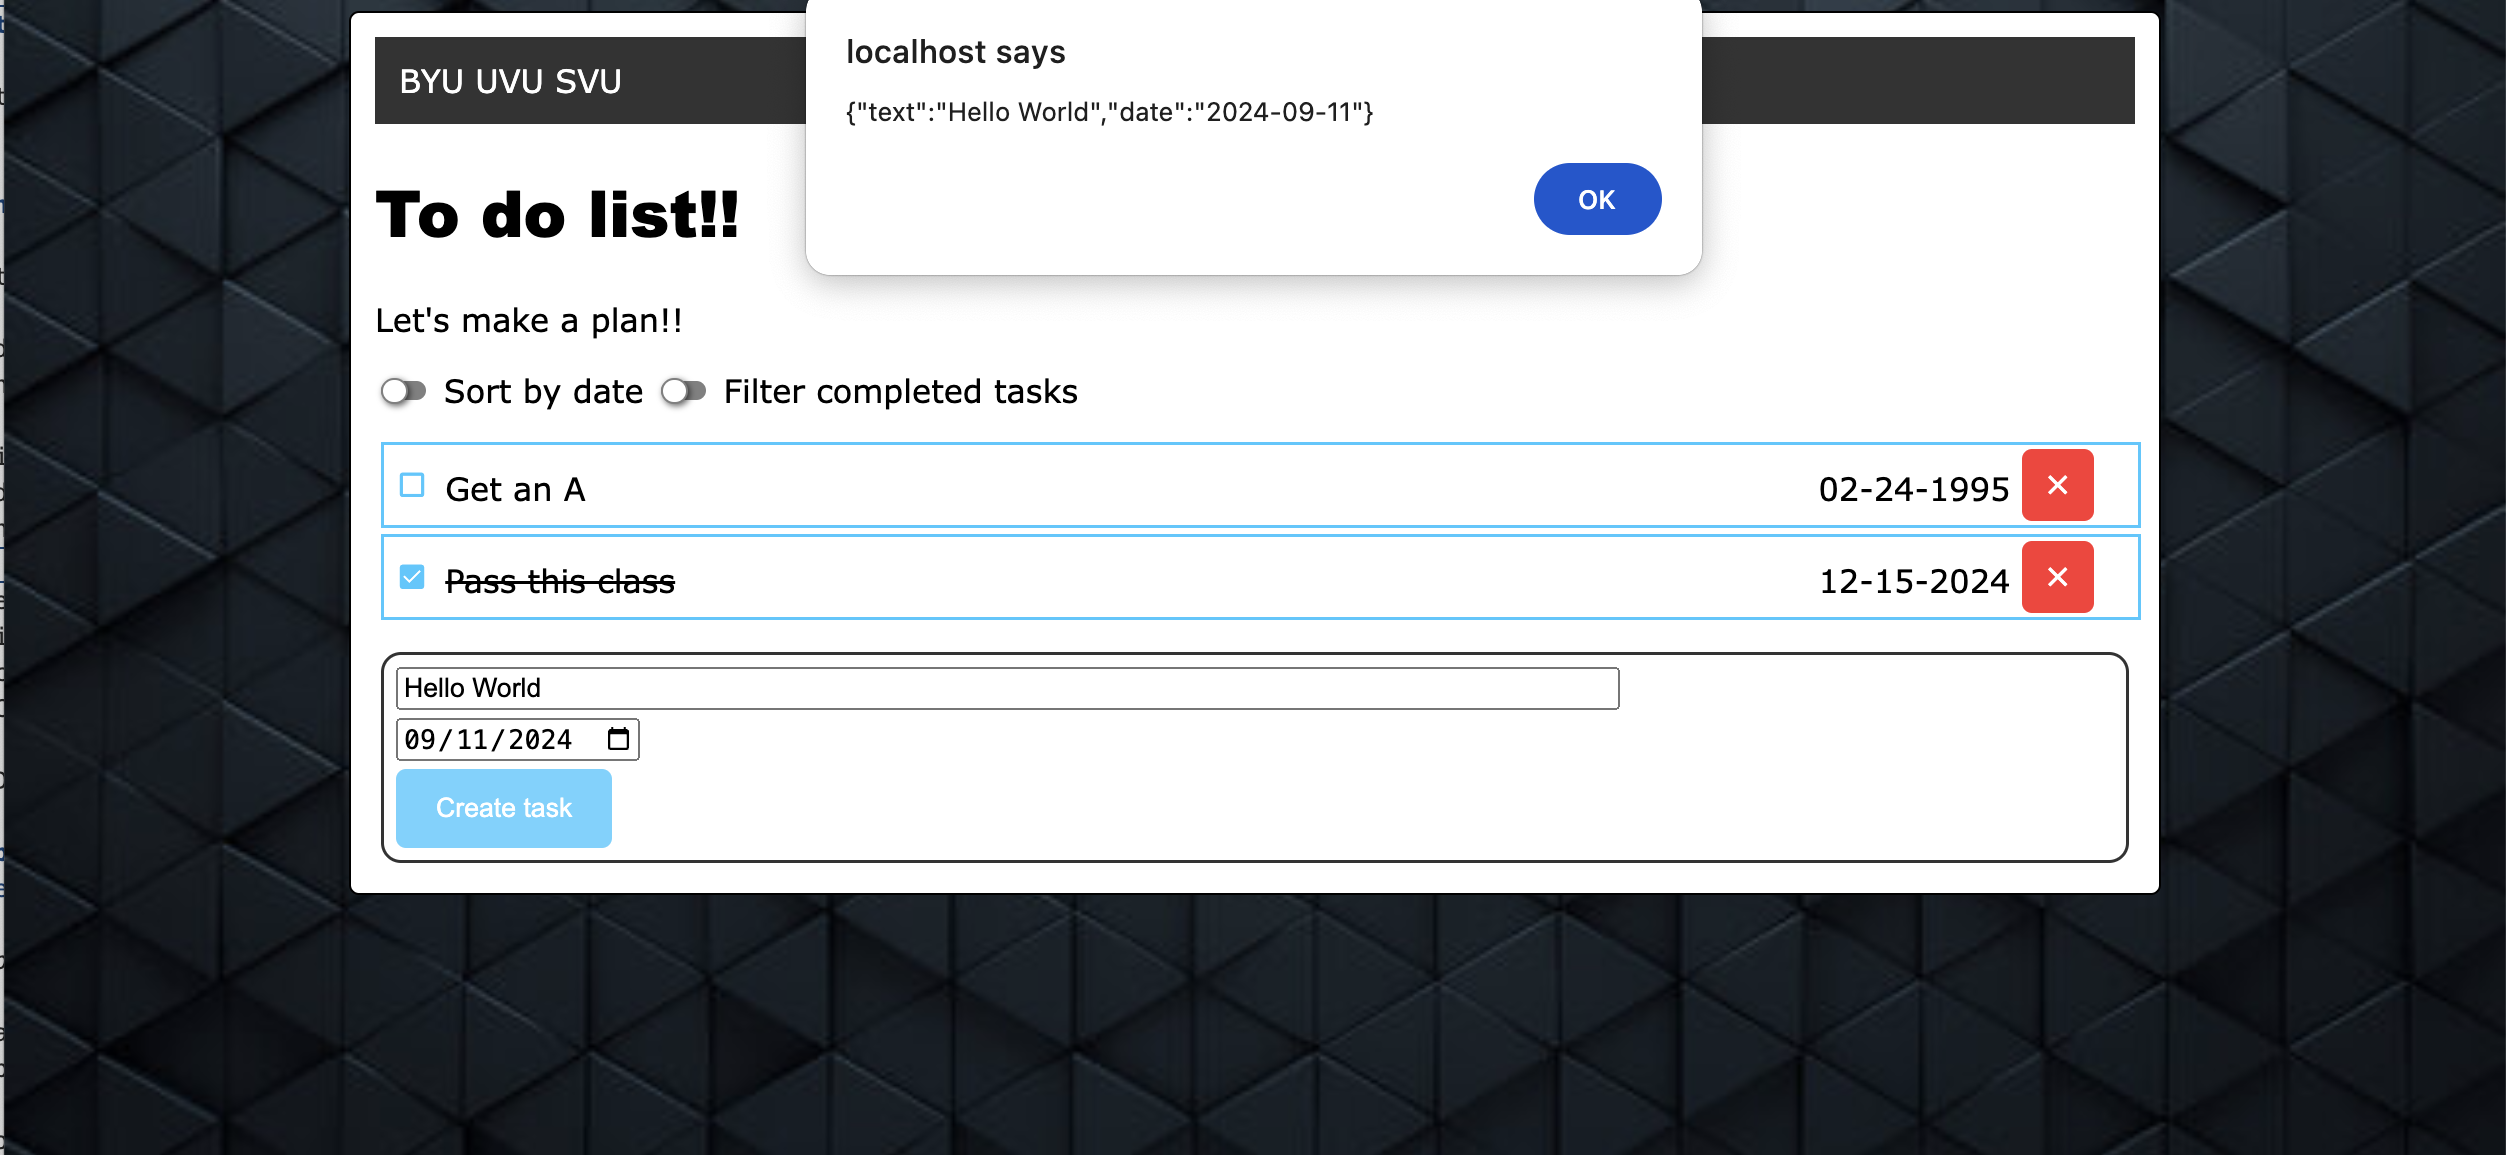 localhost says
{"text":"Hello World","date":"2024-09-11"}
OK
BYU UVU SVU
To do list!!
Let's make a plan!!
Sort by date Filter completed tasks
Get an A 02-24-1995
Pass this class 12-15-2024
Hello World
09/11/2024
Create task